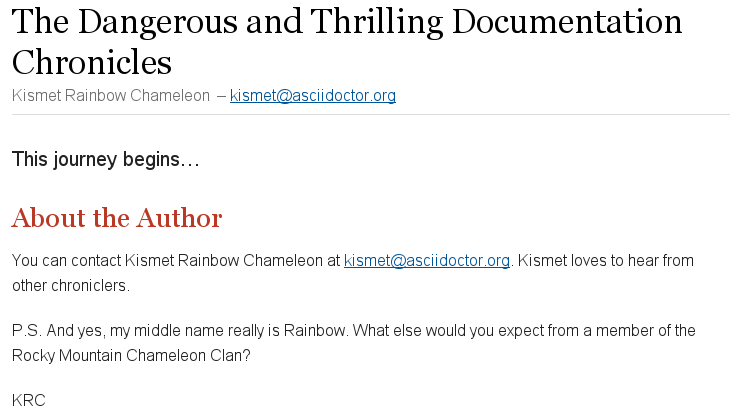 The Dangerous and Thrilling Documentation
Chronicles
Kismet Rainbow Chameleon – kismet@asciidoctor.org
This journey begins…
About the Author
You can contact Kismet Rainbow Chameleon at kismet@asciidoctor.org. Kismet loves to hear from
other chroniclers.
P.S. And yes, my middle name really is Rainbow. What else would you expect from a member of the
Rocky Mountain Chameleon Clan?
KRC